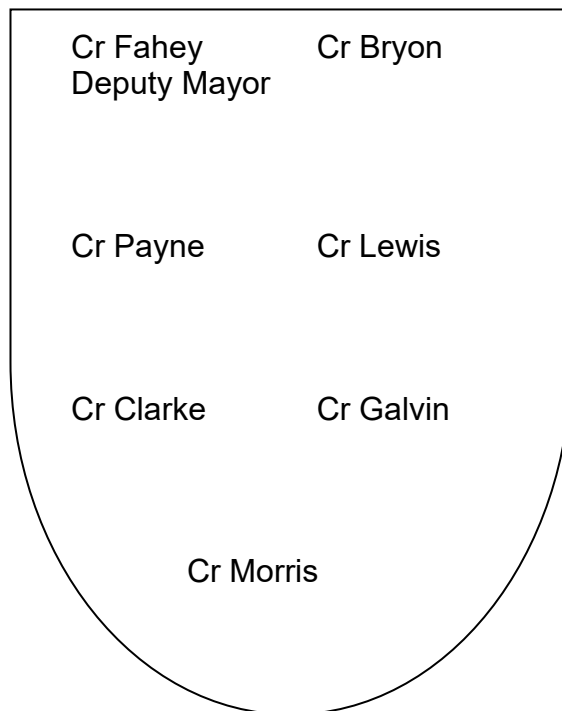 Cr Fahey Cr Bryon
Deputy Mayor
Cr Payne Cr Lewis
Cr Clarke Cr Galvin
Cr Morris